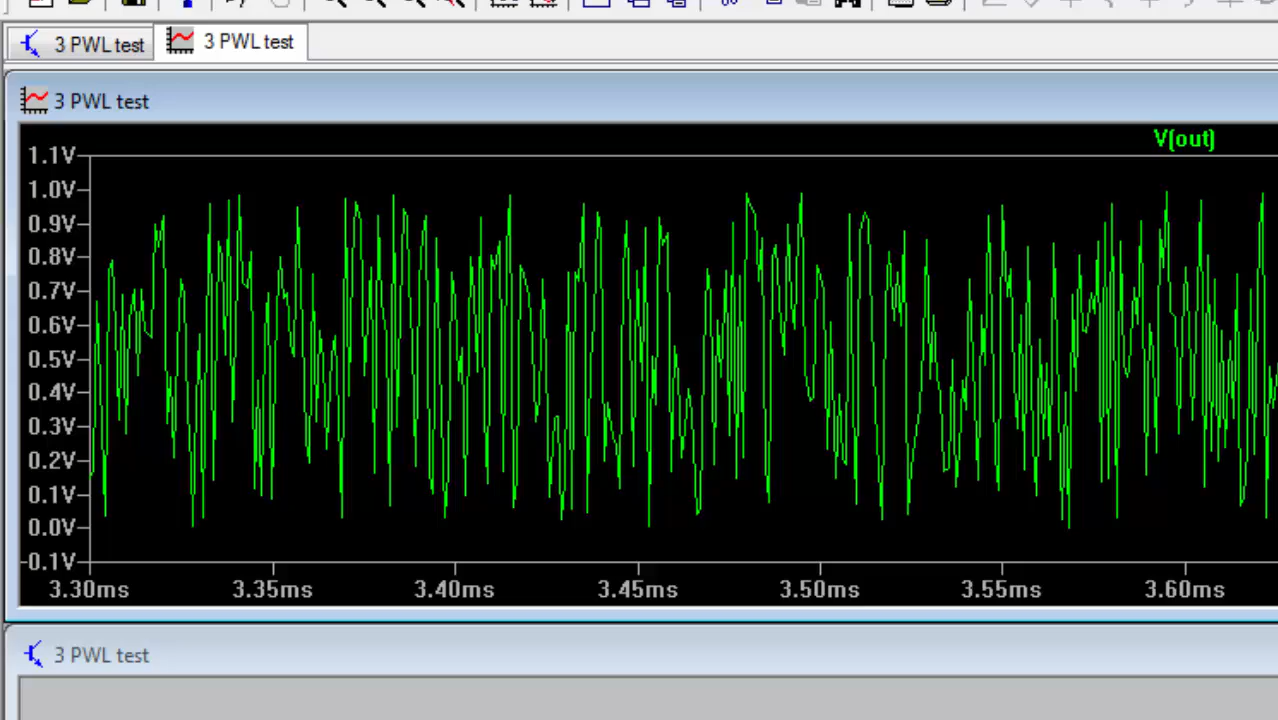 3 PWL test
3 PWL test
3 PWL test
V(out)
1.1V
1.0V
0.9V
0.8V
0.7V
0.6V
0.5V
0.4V
0.3V
0.2V
0.1V
0.0V
-0.1V
3.30ms 3.35ms 3.40ms 3.45ms 3.50ms 3.55ms 3.60ms
3 PWL test